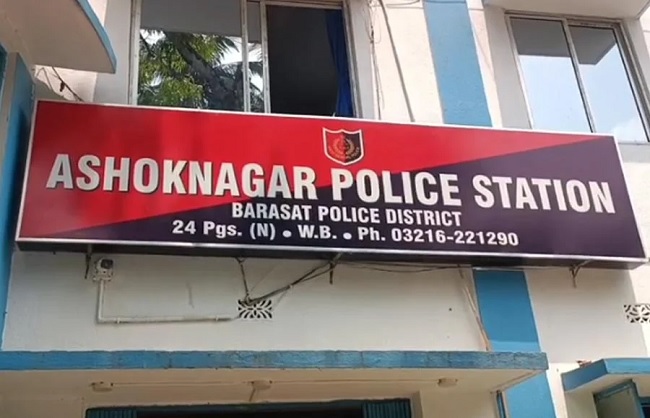 ASHOKNAGAR POLICE STATION
BARASAT POLICE DISTRICT
24 Pgs. (N) • W.B. • Ph. 03216-221290